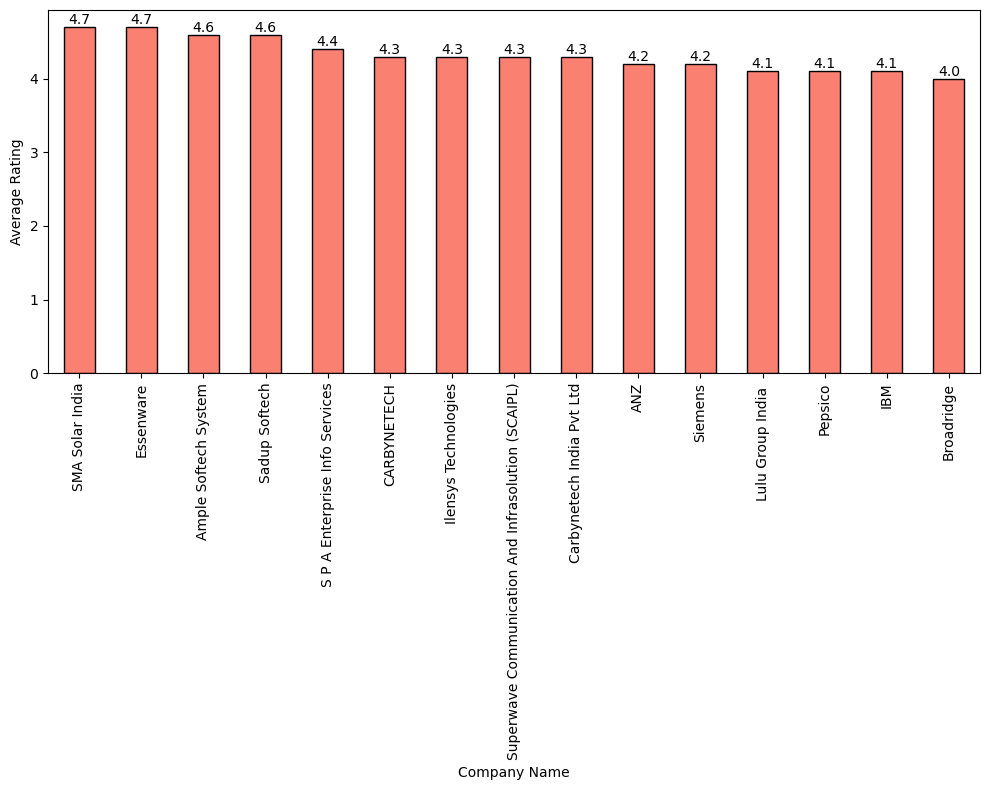 4.7
4.7
4.6
4.6
4.4
4.3
4.3
4.3
4.3
4.2
4.2
4.1
4.1
4.1
4.0
Average Rating
4
3
2
1
0
SMA Solar India
Essenware
Ample Softech System
Sadup Softech
S P A Enterprise Info Services
CARBYNETECH
Ilensys Technologies
Superwave Communication And Infrasolution (SCAIPL)
Carbynetech India Pvt Ltd
ANZ
Siemens
Lulu Group India
Pepsico
IBM
Broadridge
Company Name